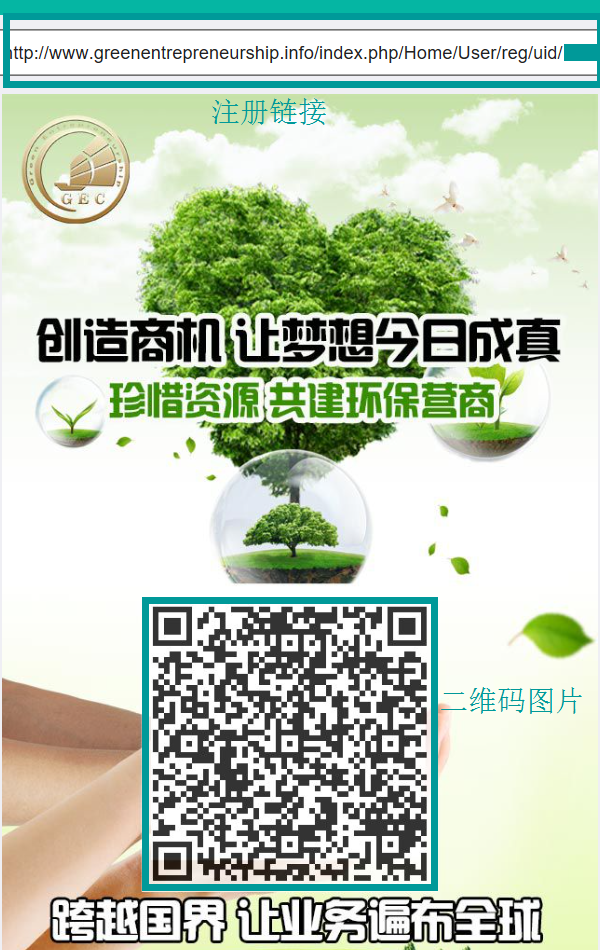 http://www.greenentrepreneurship.info/index.php/Home/User/reg/uid/
注册链接
Green Entrepreneurship
GEC
创造商机 让梦想今日成真
珍惜资源 共建环保营商
二维码图片
跨越国界 让业务遍布全球